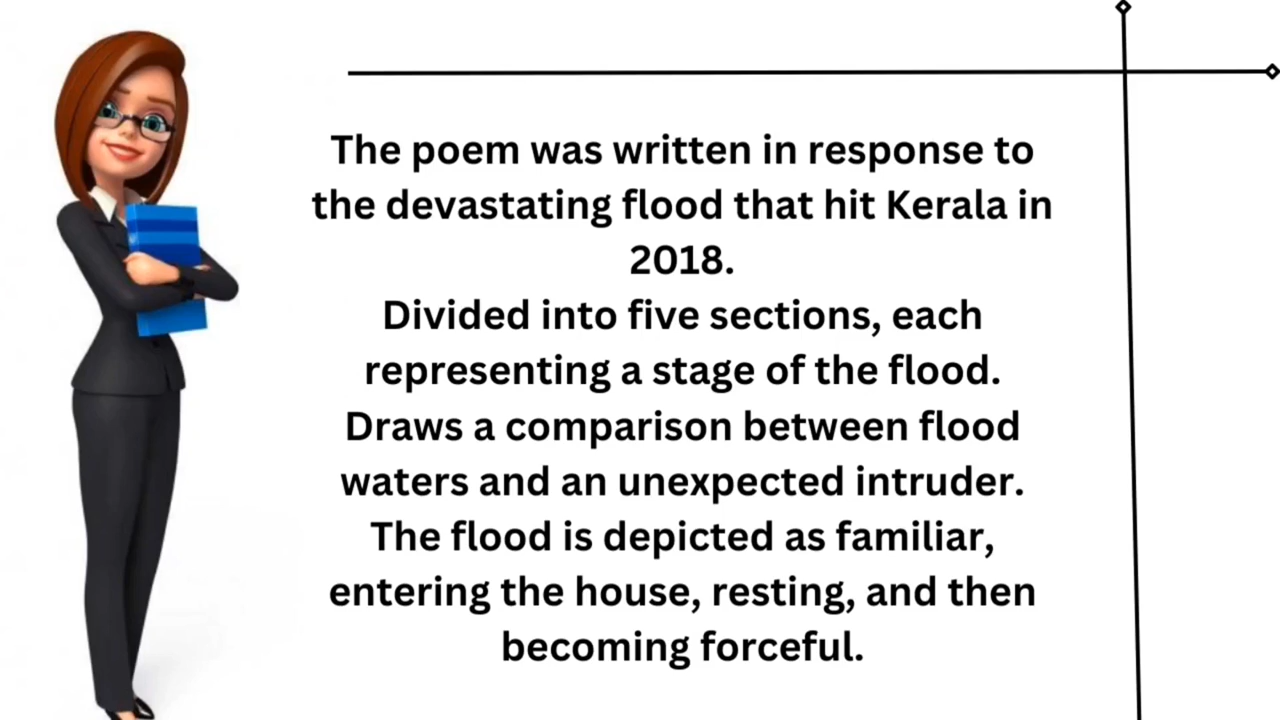 The poem was written in response to
the devastating flood that hit Kerala in
2018.
Divided into five sections, each
representing a stage of the flood.
Draws a comparison between flood
waters and an unexpected intruder.
The flood is depicted as familiar,
entering the house, resting, and then
becoming forceful.